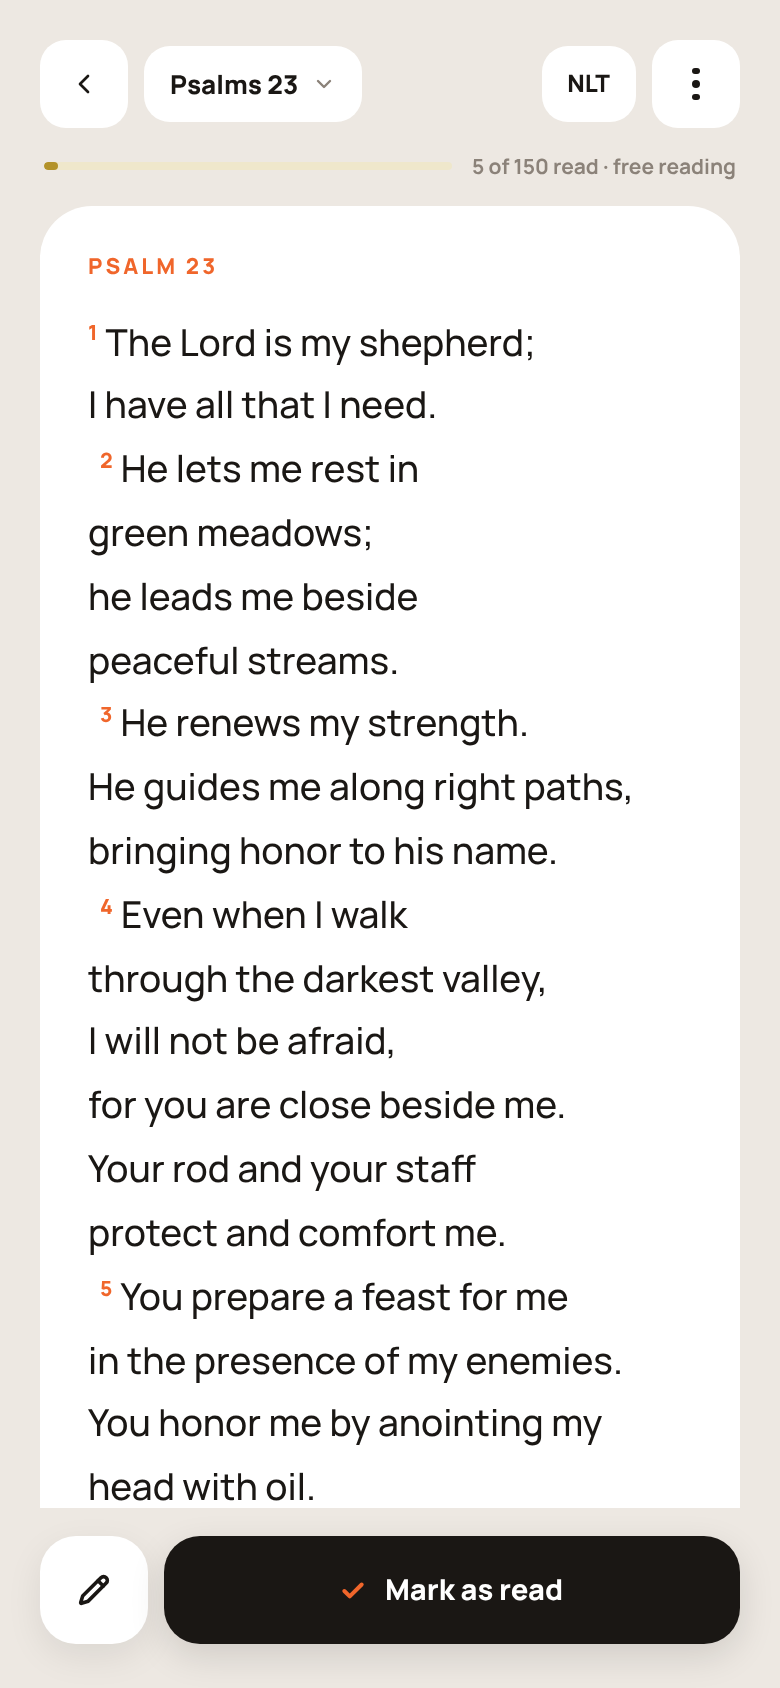 Psalms 23
NLT
5 of 150 read · free reading
PSALM 23
1 The Lord is my shepherd;
I have all that I need.
2 He lets me rest in
green meadows;
he leads me beside
peaceful streams.
3 He renews my strength.
He guides me along right paths,
bringing honor to his name.
4 Even when I walk
through the darkest valley,
I will not be afraid,
for you are close beside me.
Your rod and your staff
protect and comfort me.
5 You prepare a feast for me
in the presence of my enemies.
You honor me by anointing my
head with oil.
Mark as read